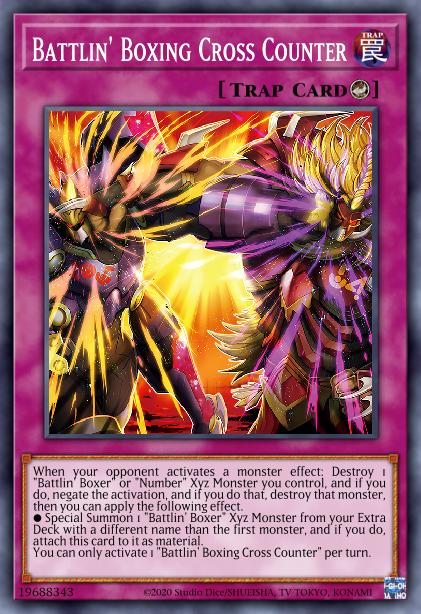 BATTLIN' BOXING CROSS COUNTER
TRAP
罠
[TRAP CARD]
When your opponent activates a monster effect: Destroy 1
"Battlin' Boxer" or "Number" Xyz Monster you control, and if you
do, negate the activation, and if you do that, destroy that monster,
then you can apply the following effect.
● Special Summon 1 "Battlin' Boxer" Xyz Monster from your Extra
Deck with a different name than the first monster, and if you do,
attach this card to it as material.
You can only activate 1 "Battlin' Boxing Cross Counter" per turn.
19688343
©2020 Studio Dice/SHUEISHA, TV TOKYO, KONAMI